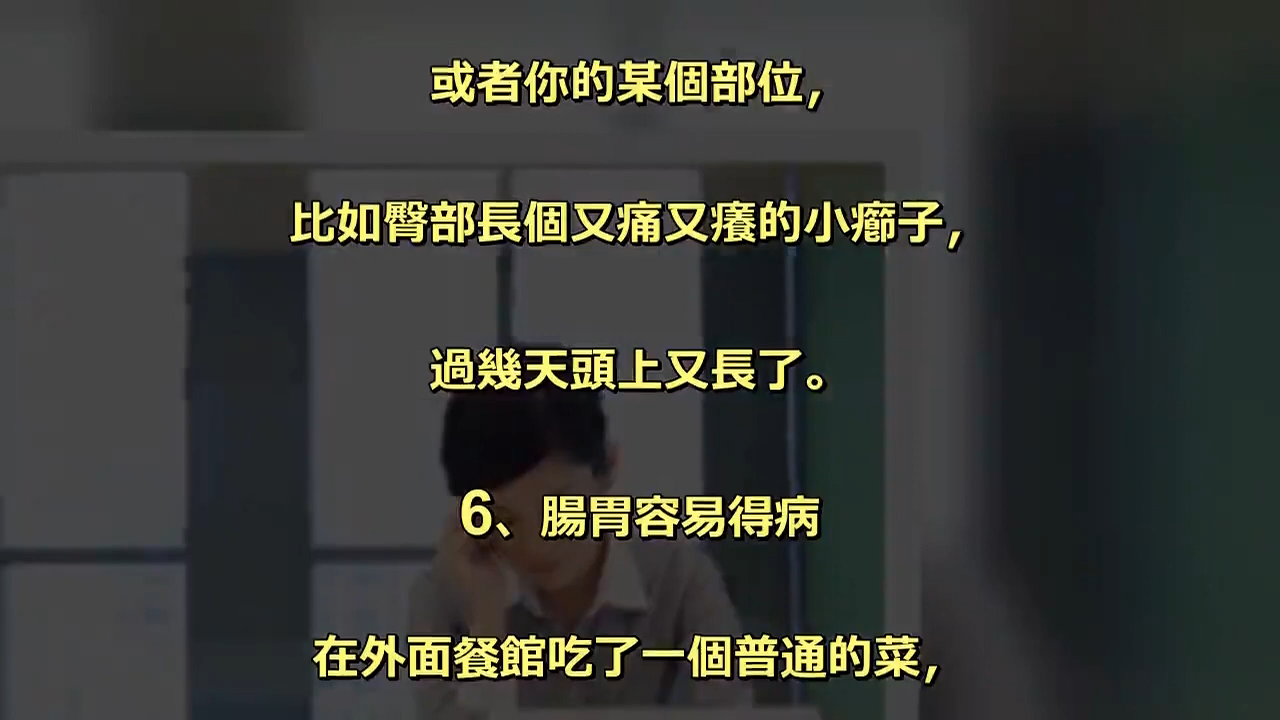 或者你的某個部位，
比如臀部長個又痛又癢的小癤子，
過幾天頭上又長了。
6、腸胃容易得病
在外面餐館吃了一個普通的菜，